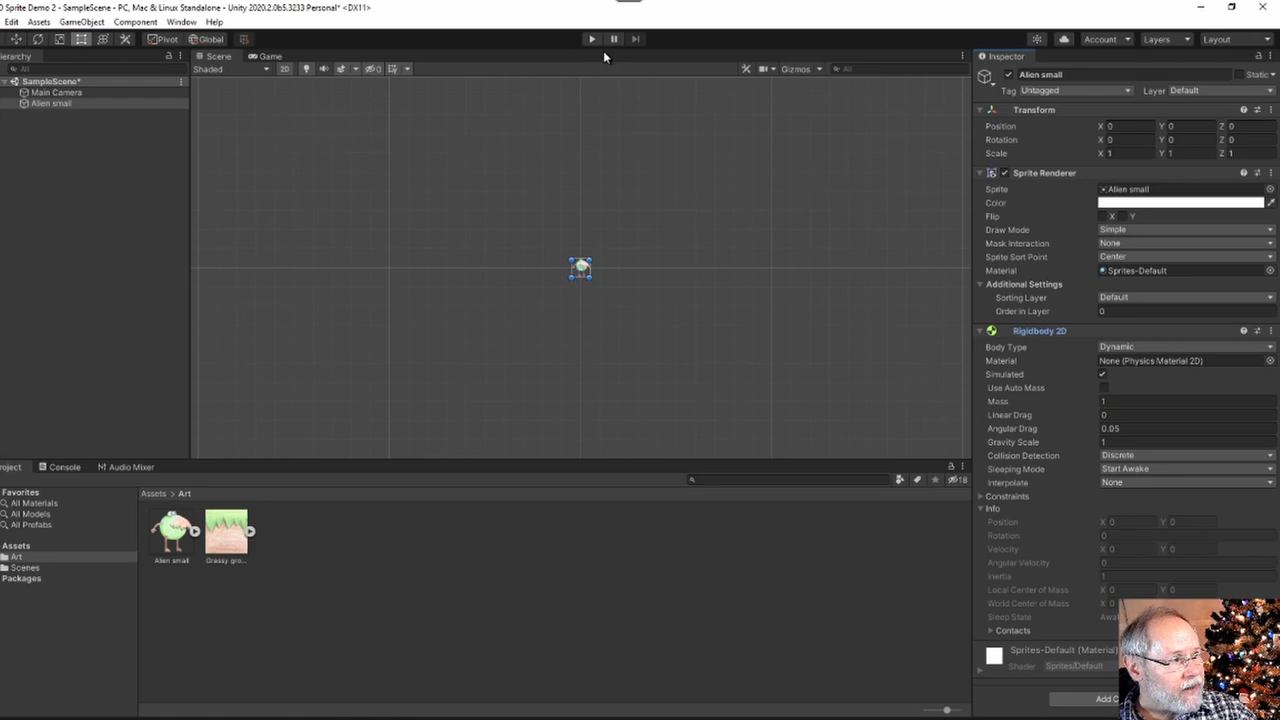 D Sprite Demo 2 - SampleScene - PC, Mac & Linux Standalone - Unity 2020.2.0b5.3233 Personal* <DX11>
Edit Assets GameObject Component Window Help
Pivot Global Account Layers Layout
ierarchy Scene Game Inspector
All Shaded 2D 0 Gizmos All Alien small Static
SampleScene* Tag Untagged Layer Default
Main Camera
Alien small
Transform
Position X 0 Y 0 Z 0
Rotation X 0 Y 0 Z 0
Scale X 1 Y 1 Z 1
Sprite Renderer
Sprite Alien small
Color
Flip X Y
Draw Mode Simple
Mask Interaction None
Sprite Sort Point Center
Material Sprites-Default
Additional Settings
Sorting Layer Default
Order in Layer 0
Rigidbody 2D
Body Type Dynamic
Material None (Physics Material 2D)
Simulated
Use Auto Mass
Mass 1
Linear Drag 0
Angular Drag 0.05
Gravity Scale 1
Collision Detection Discrete
Sleeping Mode Start Awake
Interpolate None
Constraints
Info
Position X 0 Y 0
Rotation 0
Velocity X 0 Y 0
Angular Velocity 0
Inertia 1
Local Center of Mass X 0 Y 0
World Center of Mass X 0
Sleep State Awa
Contacts
Sprites-Default (Material)
Shader Sprites/Default
Add C
roject Console Audio Mixer
18
Favorites
All Materials
All Models
All Prefabs
Assets
Art
Scenes
Packages
Assets > Art
Alien small Grassy gro...